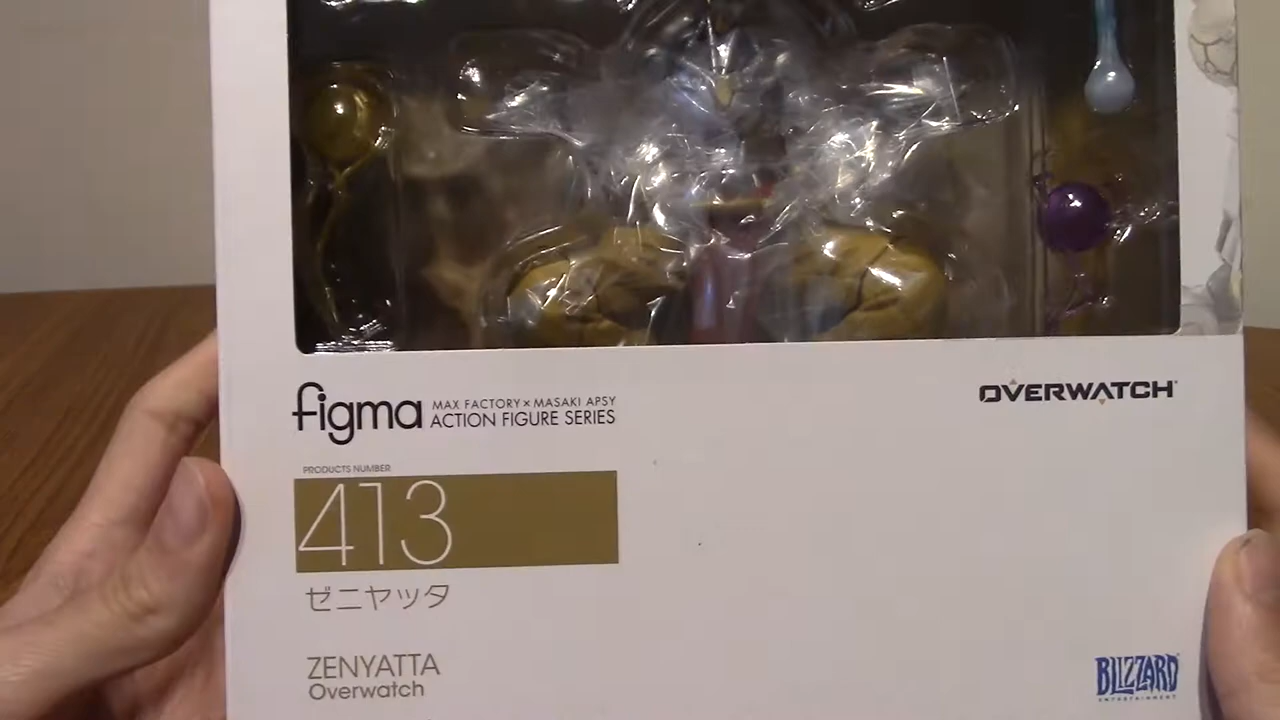 figma
MAX FACTORY × MASAKI APSY
ACTION FIGURE SERIES
OVERWATCH
PRODUCTS NUMBER
413
ゼニヤッタ
ZENYATTA
Overwatch
BLIZZARD
ENTERTAINMENT